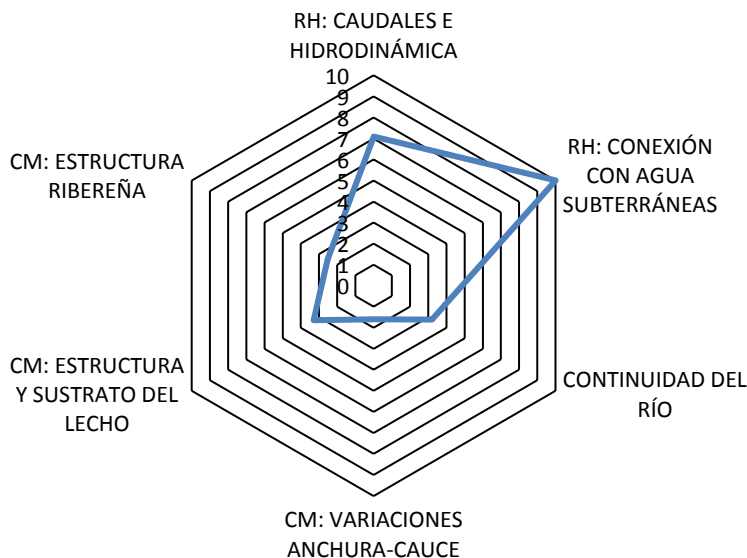 RH: CAUDALES E
HIDRODINÁMICA
10
9
8
7
6
5
4
3
2
1
0
RH: CONEXIÓN
CON AGUA
SUBTERRÁNEAS
CONTINUIDAD DEL
RÍO
CM: VARIACIONES
ANCHURA-CAUCE
CM: ESTRUCTURA
Y SUSTRATO DEL
LECHO
CM: ESTRUCTURA
RIBEREÑA